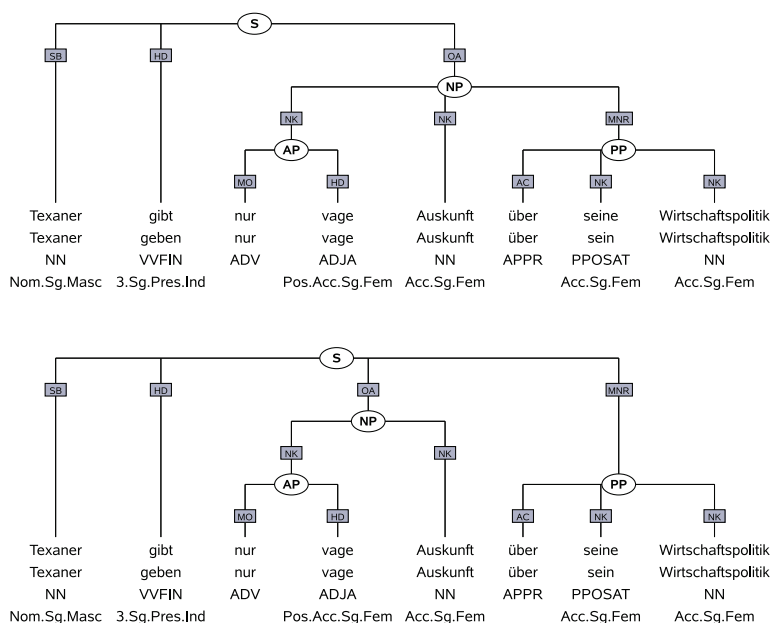 S
SB HD OA
NP
NK NK MNR
AP PP
MO HD AC NK NK
Texaner gibt nur vage Auskunft über seine Wirtschaftspolitik
Texaner geben nur vage Auskunft über sein Wirtschaftspolitik
NN VVFIN ADV ADJA NN APPR PPOSAT NN
Nom.Sg.Masc 3.Sg.Pres.Ind Pos.Acc.Sg.Fem Acc.Sg.Fem Acc.Sg.Fem Acc.Sg.Fem
S
SB HD OA MNR
NP
NK NK
AP PP
MO HD AC NK NK
Texaner gibt nur vage Auskunft über seine Wirtschaftspolitik
Texaner geben nur vage Auskunft über sein Wirtschaftspolitik
NN VVFIN ADV ADJA NN APPR PPOSAT NN
Nom.Sg.Masc 3.Sg.Pres.Ind Pos.Acc.Sg.Fem Acc.Sg.Fem Acc.Sg.Fem Acc.Sg.Fem